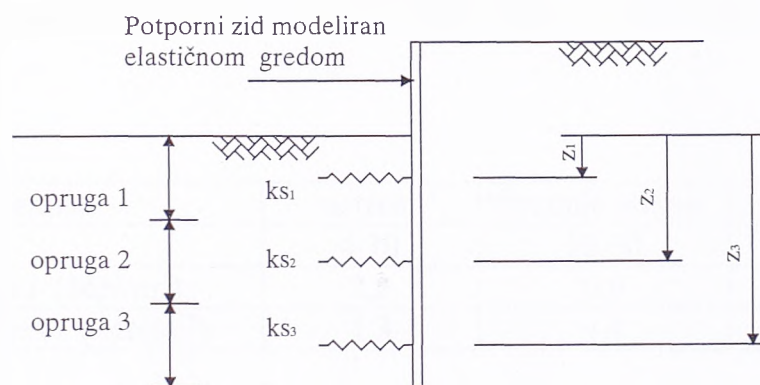 Potporni zid modeliran
elastičnom gredom
z₁
opruga 1
ks₁
z₂
opruga 2
ks₂
z₃
opruga 3
ks₃